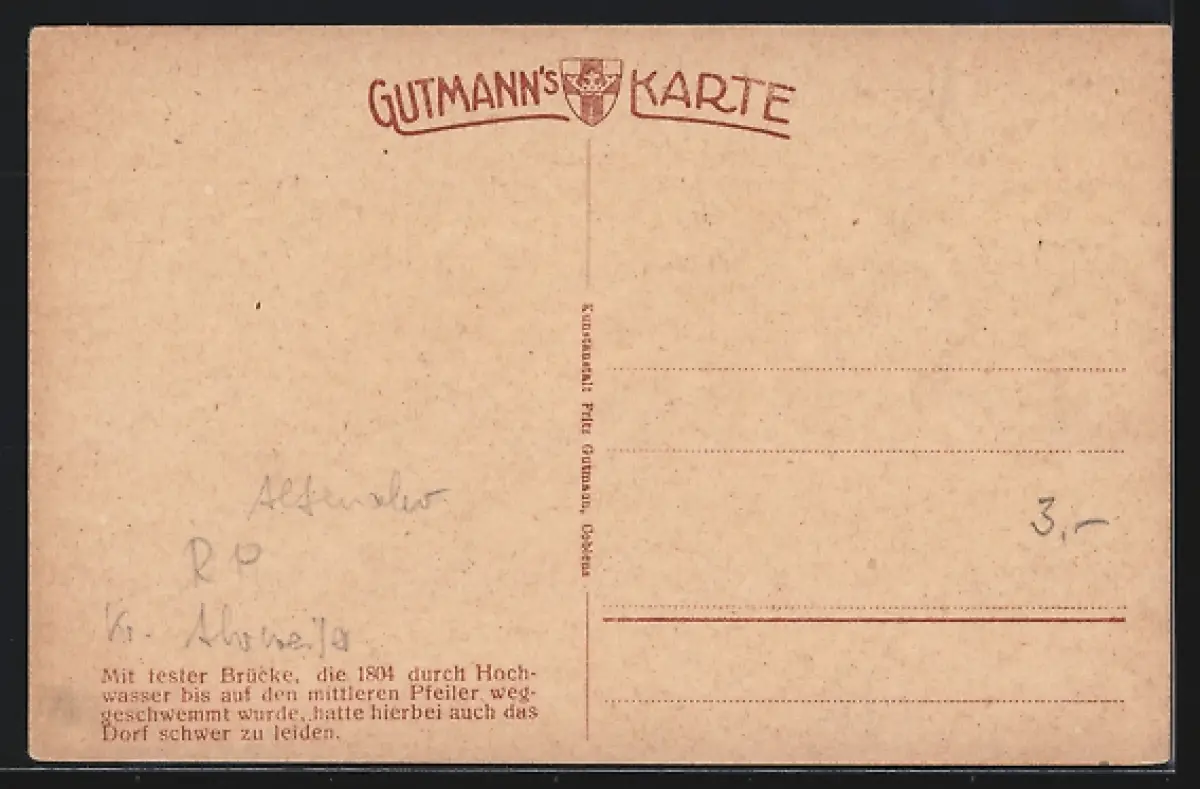 GUTMANN'S KARTE
Kunstanstalt Fritz Gutmann, Coblenz
3,-
Altenahr
RP
Kr. Ahrweiler
Mit fester Brücke, die 1804 durch Hoch-
wasser bis auf den mittleren Pfeiler weg-
geschwemmt wurde, hatte hierbei auch das
Dorf schwer zu leiden.